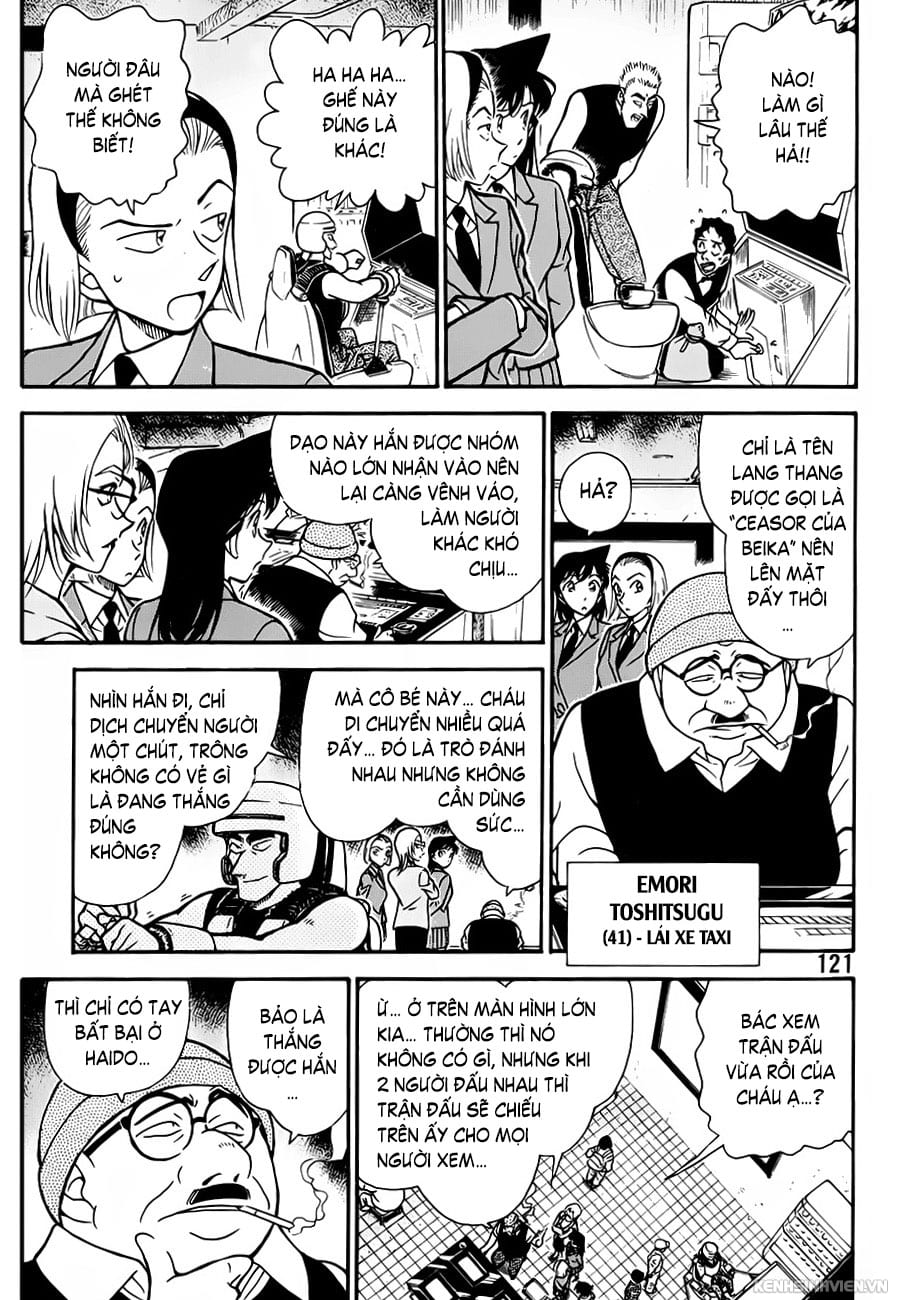 NÀO!
LÀM GÌ
LÂU THẾ
HẢ!!
HA HA HA...
GHẾ NÀY
ĐÚNG LÀ
KHÁC!
NGƯỜI ĐÂU
MÀ GHÉT
THẾ KHÔNG
BIẾT!
CHỈ LÀ TÊN
LANG THANG
ĐƯỢC GỌI LÀ
"CEASOR CỦA
BEIKA" NÊN
LÊN MẶT
ĐẤY THÔI
...
HẢ?
EMORI
TOSHITSUGU
(41) - LÁI XE TAXI
DẠO NÀY HẮN ĐƯỢC NHÓM
NÀO LỚN NHẬN VÀO NÊN
LẠI CÀNG VÊNH VÁO,
LÀM NGƯỜI
KHÁC KHÓ
CHỊU...
MÀ CÔ BÉ NÀY... CHÁU
DI CHUYỂN NHIỀU QUÁ
ĐẤY... ĐÓ LÀ TRÒ ĐÁNH
NHAU NHƯNG KHÔNG
CẦN DÙNG
SỨC...
NHÌN HẮN ĐI, CHỈ
DỊCH CHUYỂN NGƯỜI
MỘT CHÚT, TRÔNG
KHÔNG CÓ VẺ GÌ
LÀ ĐANG THẮNG
ĐÚNG
KHÔNG?
121
BÁC XEM
TRẬN ĐẤU
VỪA RỒI CỦA
CHÁU Ạ...?
Ừ... Ở TRÊN MÀN HÌNH LỚN
KIA... THƯỜNG THÌ NÓ
KHÔNG CÓ GÌ, NHƯNG KHI
2 NGƯỜI ĐẤU NHAU THÌ
TRẬN ĐẤU SẼ CHIẾU
TRÊN ẤY CHO MỌI
NGƯỜI XEM...
BẢO LÀ
THẮNG
ĐƯỢC HẮN
...
THÌ CHỈ CÓ TAY
BẤT BẠI Ở
HAIDO...
KENHSINHVIEN.VN